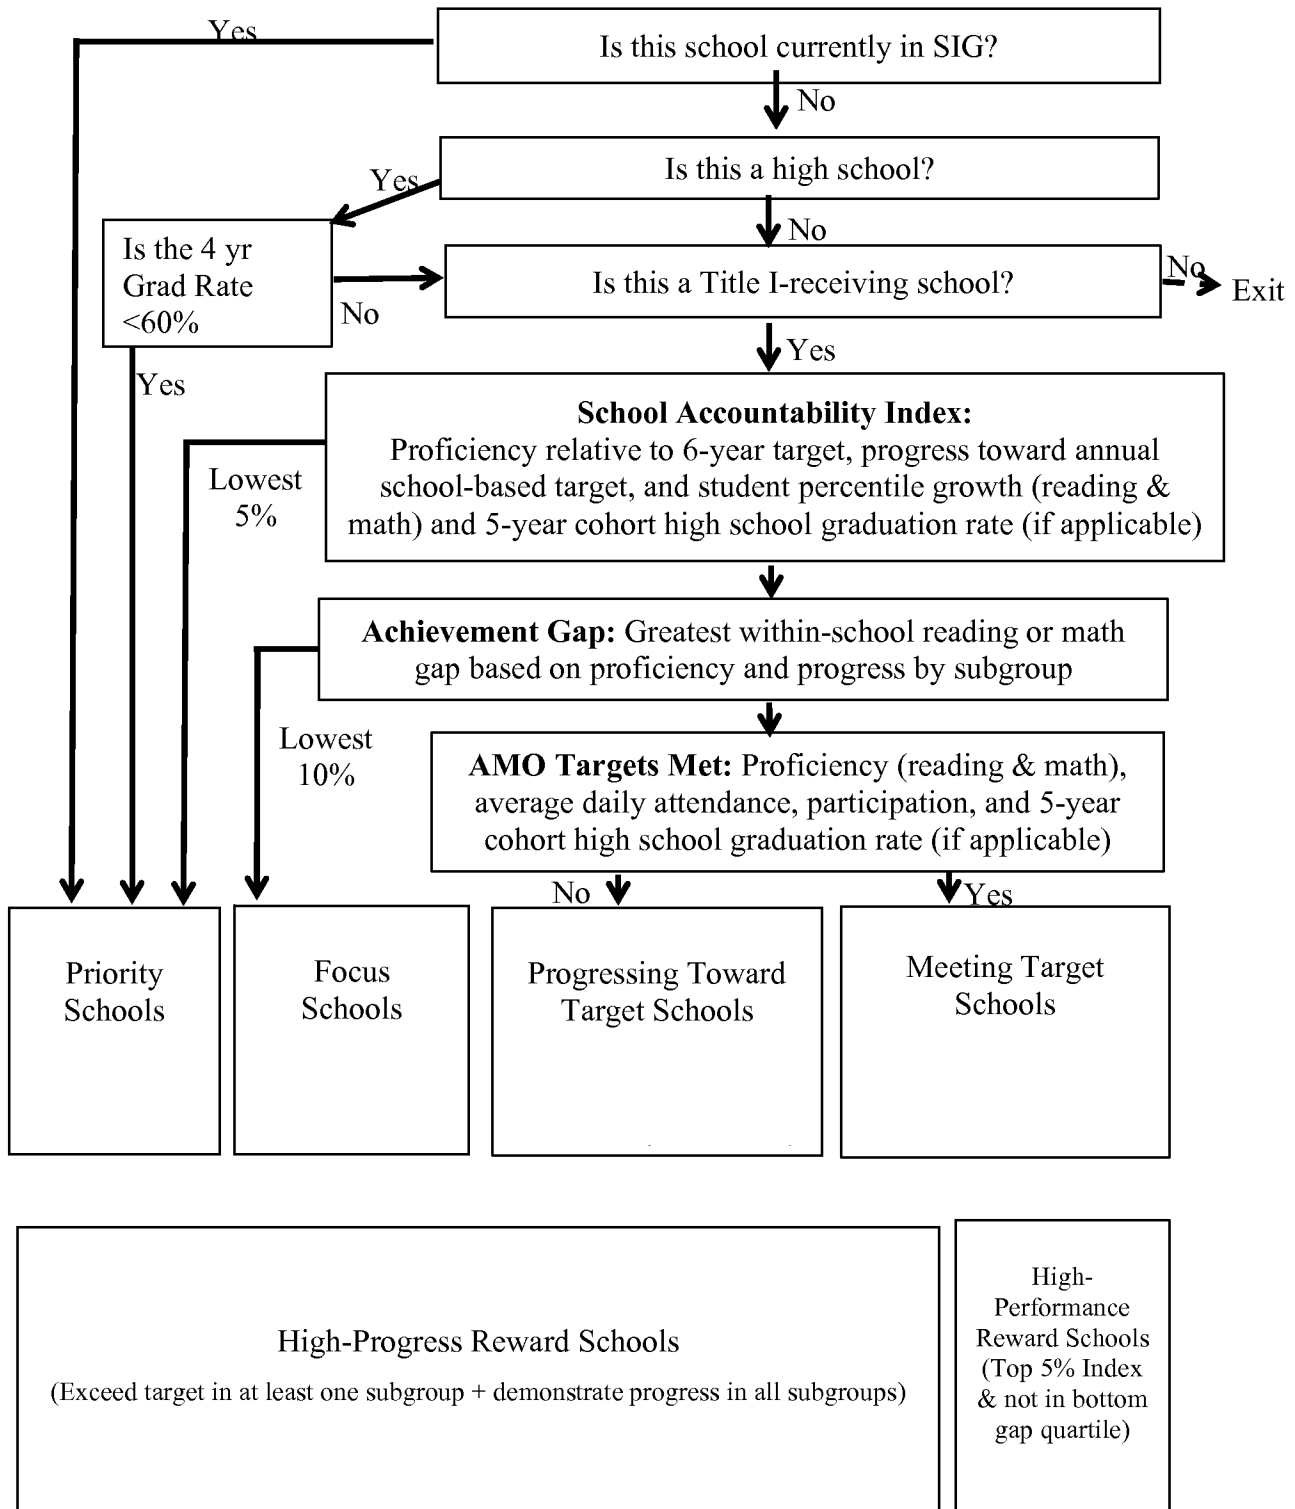 Yes
Is this school currently in SIG?
No
Is this a high school?
Yes
No
Is the 4 yr
Grad Rate
<60%
No
Is this a Title I-receiving school?
No
Exit
Yes
Yes
School Accountability Index:
Proficiency relative to 6-year target, progress toward annual
school-based target, and student percentile growth (reading &
math) and 5-year cohort high school graduation rate (if applicable)
Lowest
5%
Achievement Gap: Greatest within-school reading or math
gap based on proficiency and progress by subgroup
Lowest
10%
AMO Targets Met: Proficiency (reading & math),
average daily attendance, participation, and 5-year
cohort high school graduation rate (if applicable)
No
Yes
Priority
Schools
Focus
Schools
Progressing Toward
Target Schools
Meeting Target
Schools
High-Progress Reward Schools
(Exceed target in at least one subgroup + demonstrate progress in all subgroups)
High-
Performance
Reward Schools
(Top 5% Index
& not in bottom
gap quartile)